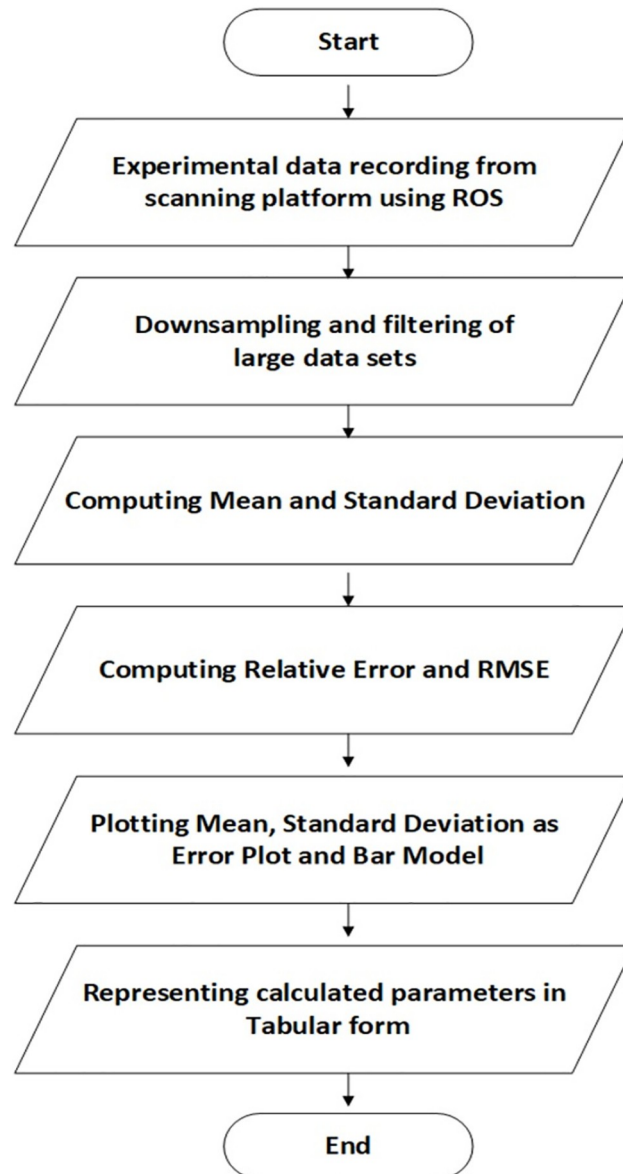 Start
Experimental data recording from
scanning platform using ROS
Downsampling and filtering of
large data sets
Computing Mean and Standard Deviation
Computing Relative Error and RMSE
Plotting Mean, Standard Deviation as
Error Plot and Bar Model
Representing calculated parameters in
Tabular form
End